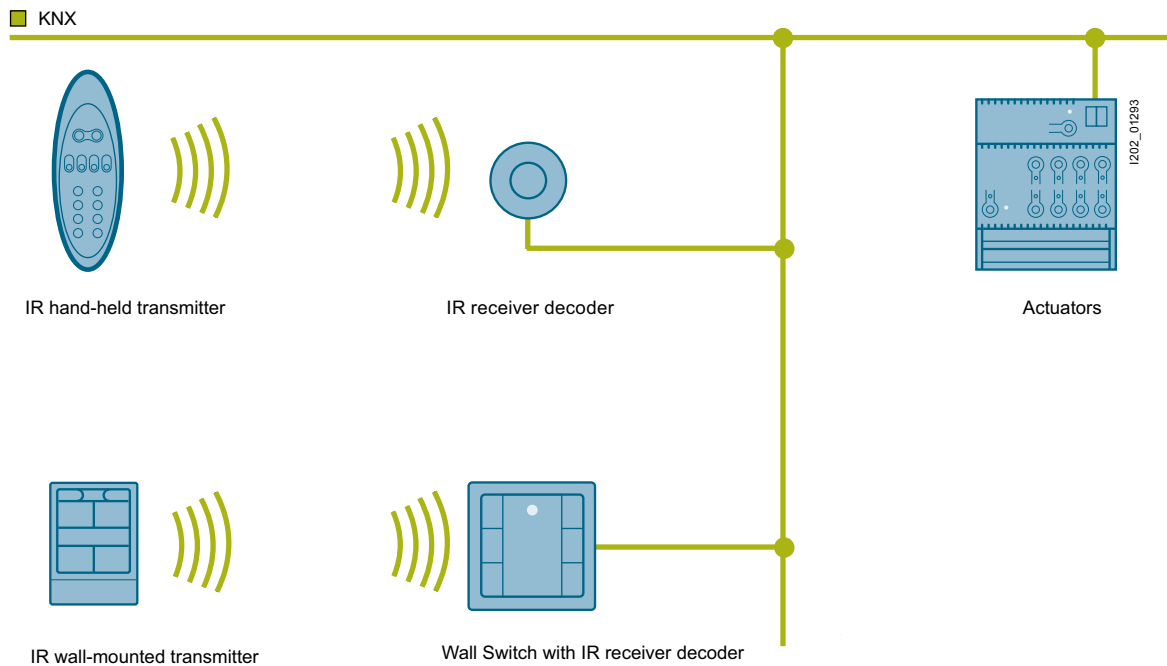 KNX
I202_01293
IR hand-held transmitter
IR receiver decoder
Actuators
IR wall-mounted transmitter
Wall Switch with IR receiver decoder